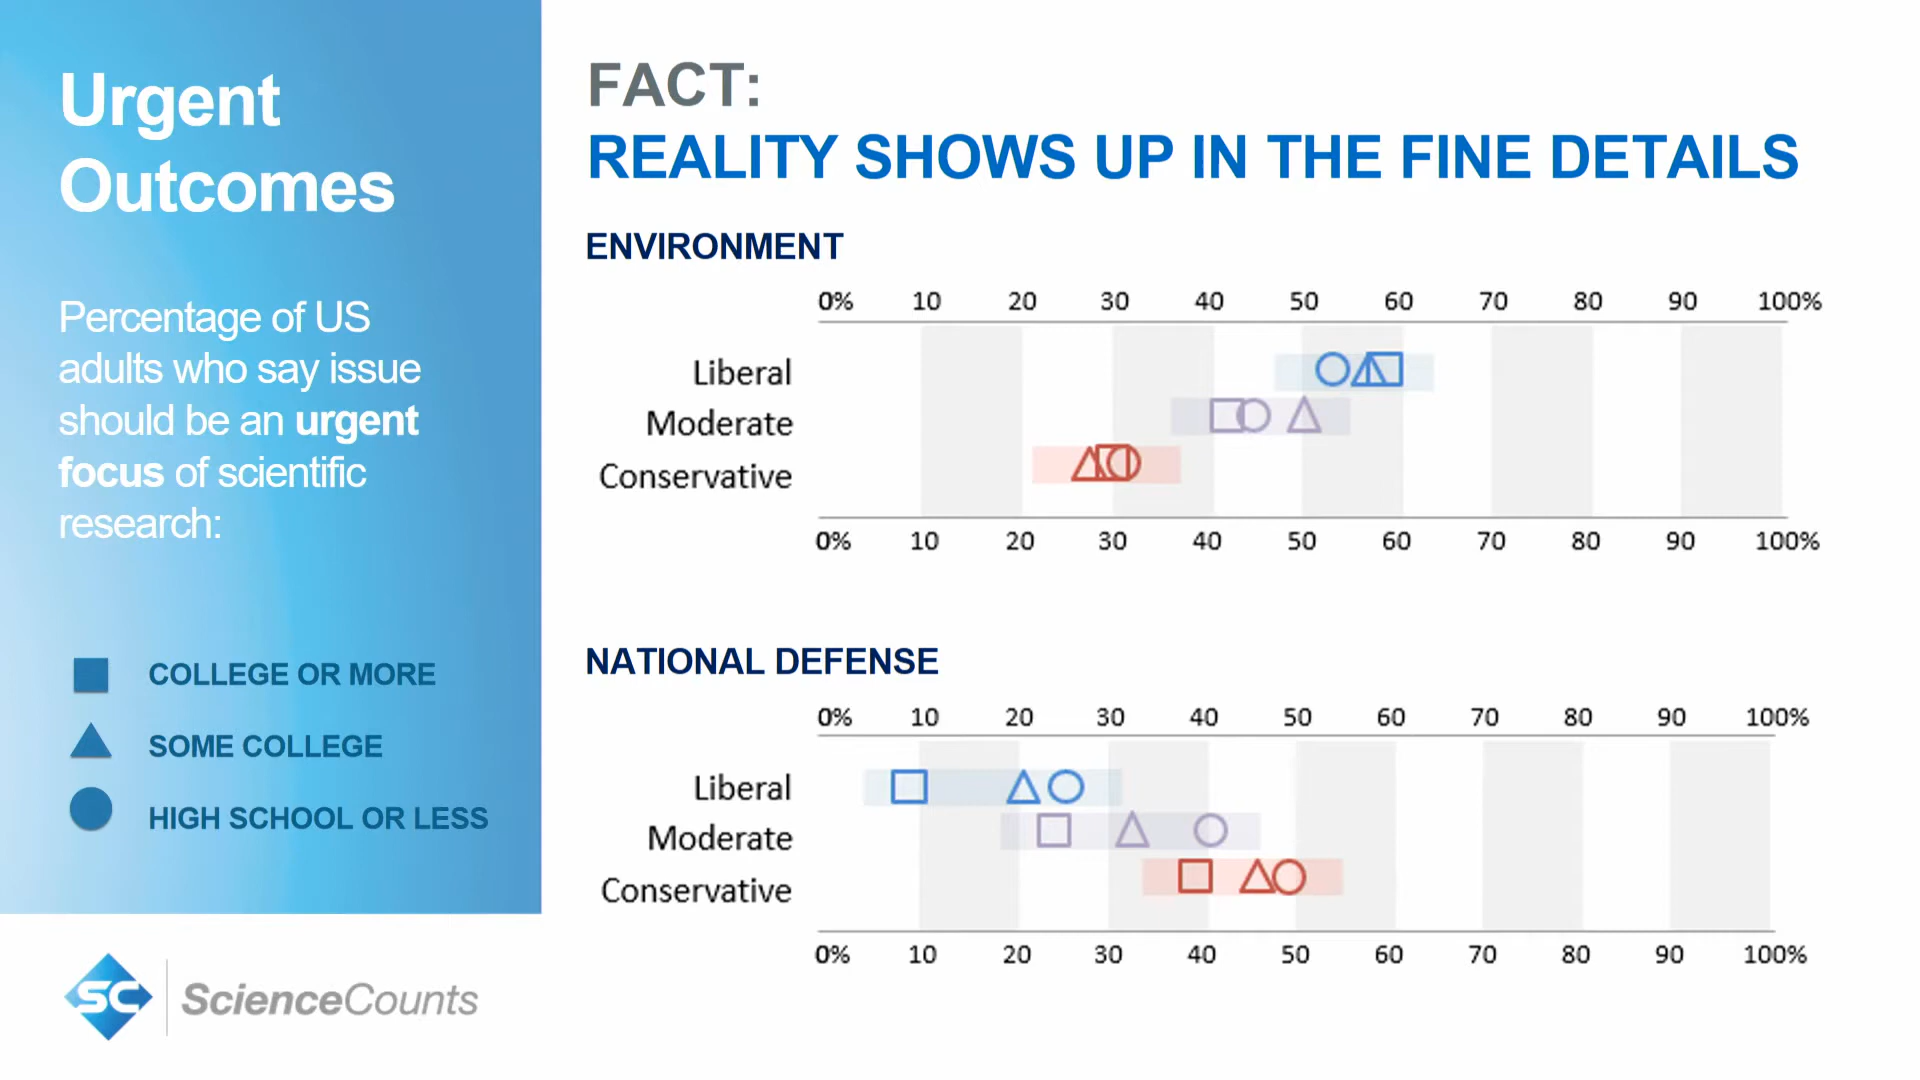 Urgent
Outcomes
Percentage of US
adults who say issue
should be an urgent
focus of scientific
research:
COLLEGE OR MORE
SOME COLLEGE
HIGH SCHOOL OR LESS
SC
ScienceCounts
FACT:
REALITY SHOWS UP IN THE FINE DETAILS
ENVIRONMENT
0% 10 20 30 40 50 60 70 80 90 100%
Liberal
Moderate
Conservative
0% 10 20 30 40 50 60 70 80 90 100%
NATIONAL DEFENSE
0% 10 20 30 40 50 60 70 80 90 100%
Liberal
Moderate
Conservative
0% 10 20 30 40 50 60 70 80 90 100%